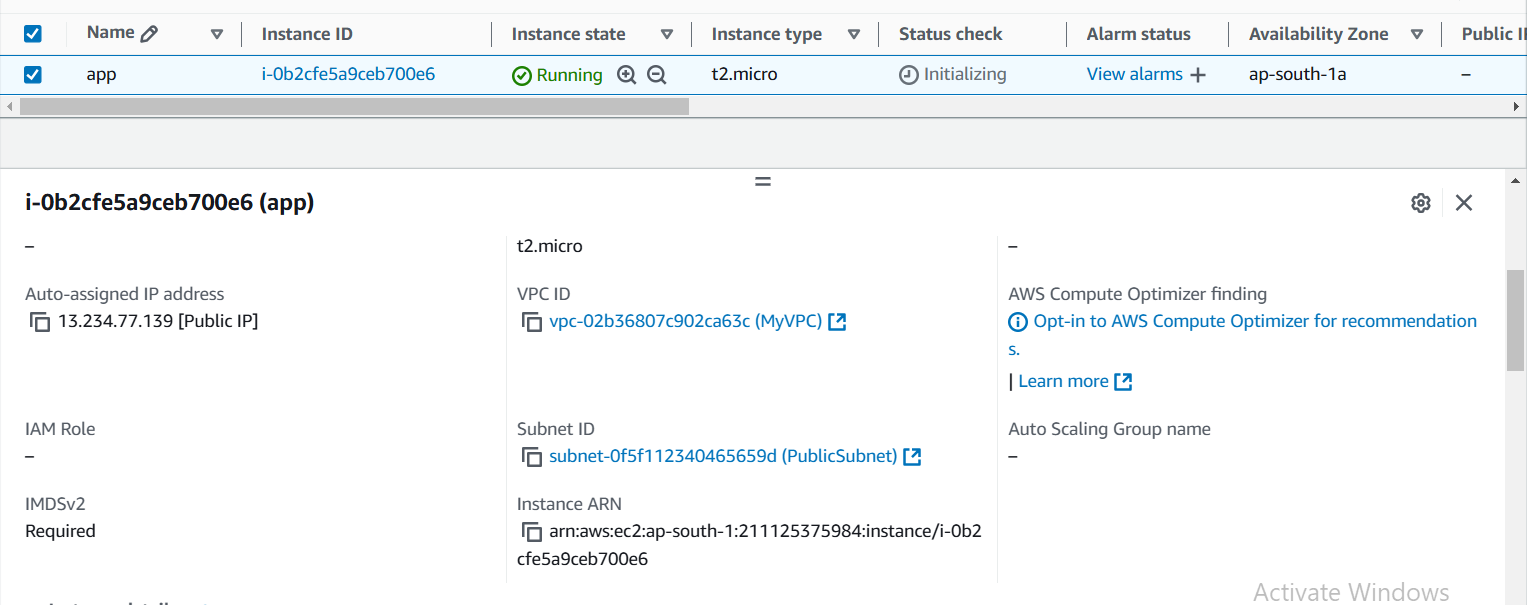 Name Instance ID Instance state Instance type Status check Alarm status Availability Zone Public I
app i-0b2cfe5a9ceb700e6 Running t2.micro Initializing View alarms + ap-south-1a –
i-0b2cfe5a9ceb700e6 (app)
– t2.micro –
Auto-assigned IP address VPC ID AWS Compute Optimizer finding
13.234.77.139 [Public IP] vpc-02b36807c902ca63c (MyVPC) Opt-in to AWS Compute Optimizer for recommendation
s.
| Learn more
IAM Role Subnet ID Auto Scaling Group name
– subnet-0f5f112340465659d (PublicSubnet) –
IMDSv2 Instance ARN
Required arn:aws:ec2:ap-south-1:211125375984:instance/i-0b2
cfe5a9ceb700e6
Activate Windows